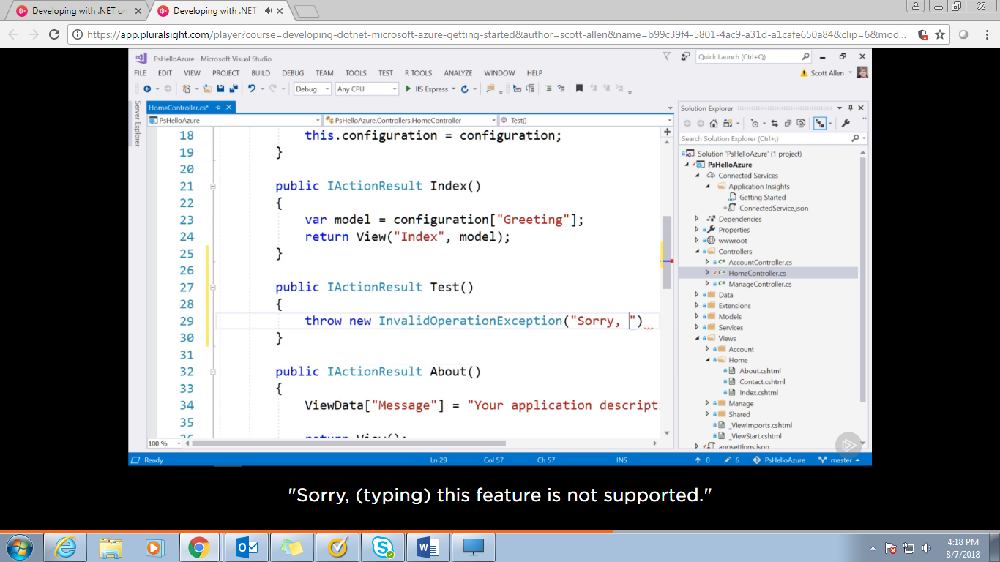 Developing with .NET on
Developing with .NET
https://app.pluralsight.com/player?course=developing-dotnet-microsoft-azure-getting-started&author=scott-allen&name=b99c39f4-5801-4ac9-a31d-a1cafe650a84&clip=6&mod...
PsHelloAzure - Microsoft Visual Studio
Quick Launch (Ctrl+Q)
FILE EDIT VIEW PROJECT BUILD DEBUG TEAM TOOLS TEST R TOOLS ANALYZE WINDOW HELP
Scott Allen
Debug Any CPU IIS Express
Server Explorer
HomeController.cs*
PsHelloAzure PsHelloAzure.Controllers.HomeController Test()
18 this.configuration = configuration;
19 }
20
21 public IActionResult Index()
22 {
23 var model = configuration["Greeting"];
24 return View("Index", model);
25 }
26
27 public IActionResult Test()
28 {
29 throw new InvalidOperationException("Sorry, ")
30 }
31
32 public IActionResult About()
33 {
34 ViewData["Message"] = "Your application descript
35
36 return View();
100 %
Solution Explorer
Search Solution Explorer (Ctrl+;)
Solution 'PsHelloAzure' (1 project)
PsHelloAzure
Connected Services
Application Insights
Getting Started
ConnectedService.json
Dependencies
Properties
wwwroot
Controllers
AccountController.cs
HomeController.cs
ManageController.cs
Data
Extensions
Models
Services
Views
Account
Home
About.cshtml
Contact.cshtml
Index.cshtml
Manage
Shared
_ViewImports.cshtml
_ViewStart.cshtml
appsettings.json
Ready Ln 29 Col 57 Ch 57 INS 0 6 PsHelloAzure master
"Sorry, (typing) this feature is not supported."
4:18 PM
8/7/2018